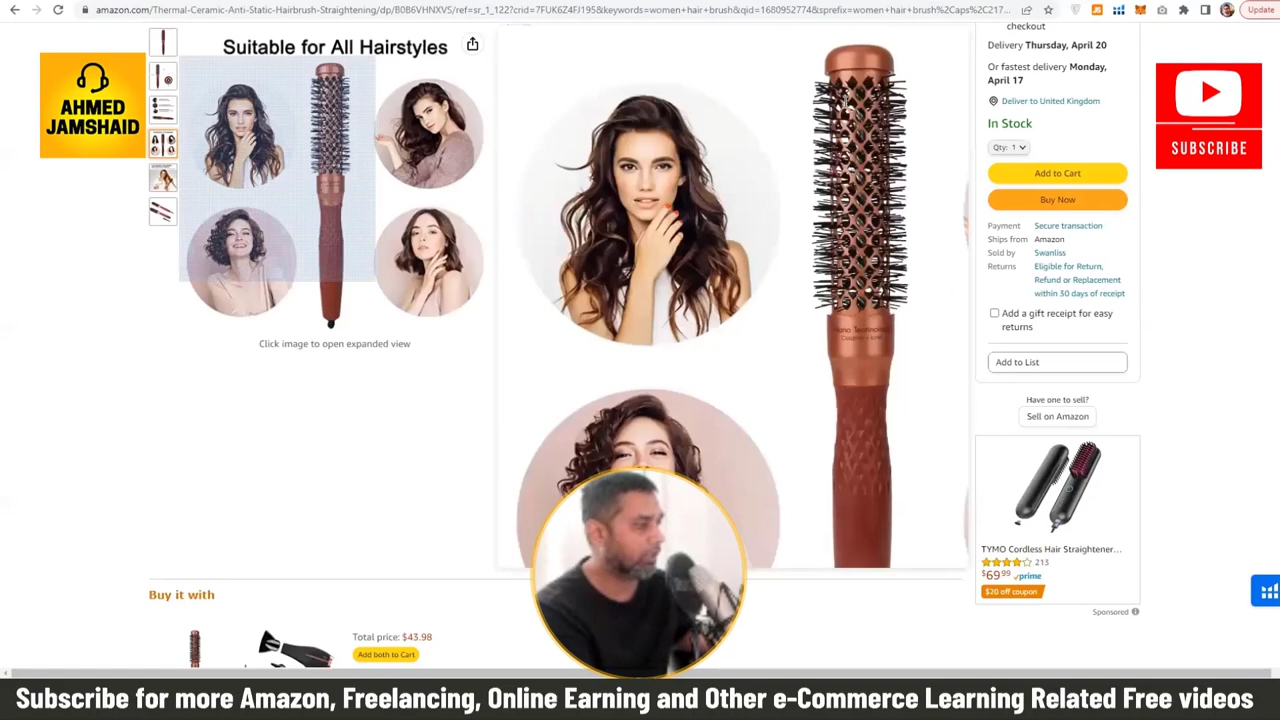 amazon.com/Thermal-Ceramic-Anti-Static-Hairbrush-Straightening/dp/B0B6VHNXVS/ref=sr_1_122?crid=7FUK6Z4FJ195&keywords=women+hair+brush&qid=1680952774&sprefix=women+hair+brush%2Caps%2C217...
Update
AHMED
JAMSHAID
Suitable for All Hairstyles
Click image to open expanded view
Nano Technology
checkout
Delivery Thursday, April 20
Or fastest delivery Monday,
April 17
Deliver to United Kingdom
In Stock
Qty: 1
Add to Cart
Buy Now
Payment Secure transaction
Ships from Amazon
Sold by Swanliss
Returns Eligible for Return,
Refund or Replacement
within 30 days of receipt
Add a gift receipt for easy
returns
Add to List
Have one to sell?
Sell on Amazon
TYMO Cordless Hair Straightener...
213
$69.99 prime
$20 off coupon
Sponsored
SUBSCRIBE
Buy it with
Total price: $43.98
Add both to Cart
Subscribe for more Amazon, Freelancing, Online Earning and Other e-Commerce Learning Related Free videos